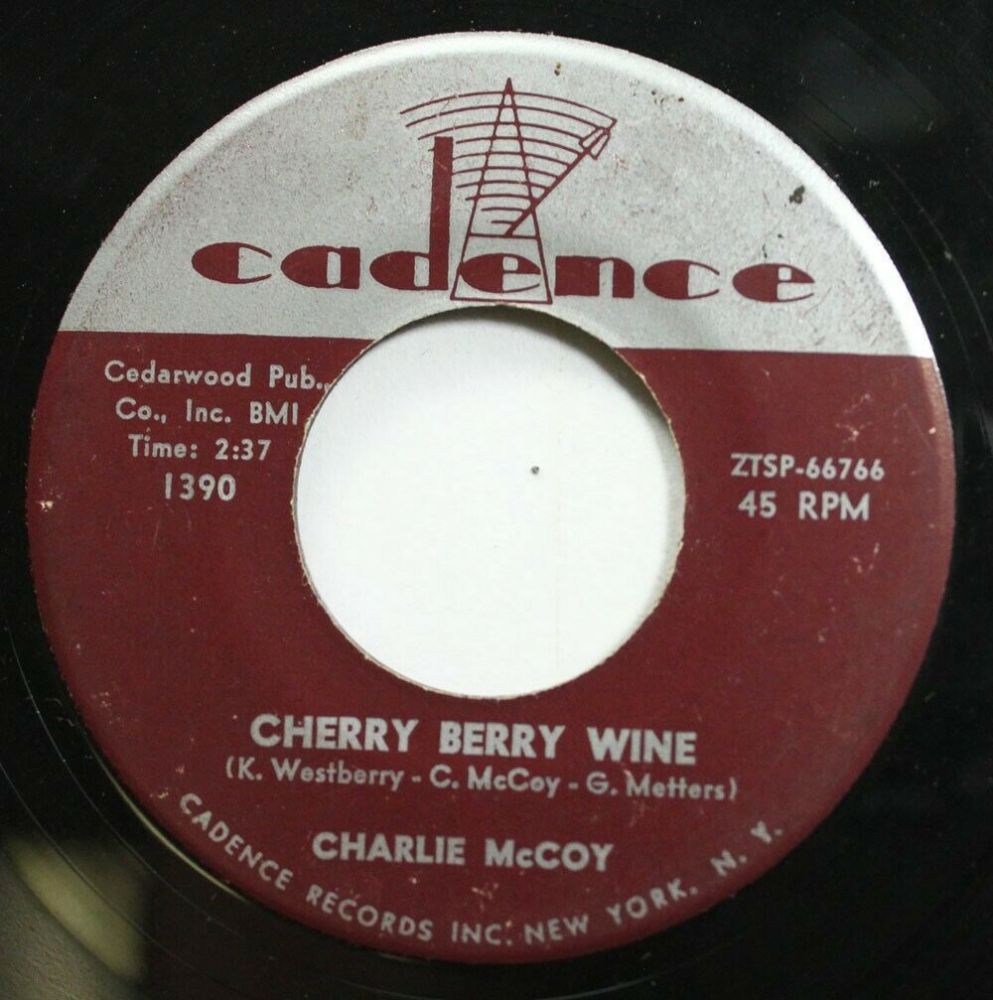 cadence
Cedarwood Pub.,
Co., Inc. BMI
Time: 2:37
1390
ZTSP-66766
45 RPM
CHERRY BERRY WINE
(K. Westberry - C. McCoy - G. Metters)
CHARLIE McCOY
CADENCE RECORDS INC. NEW YORK, N. Y.